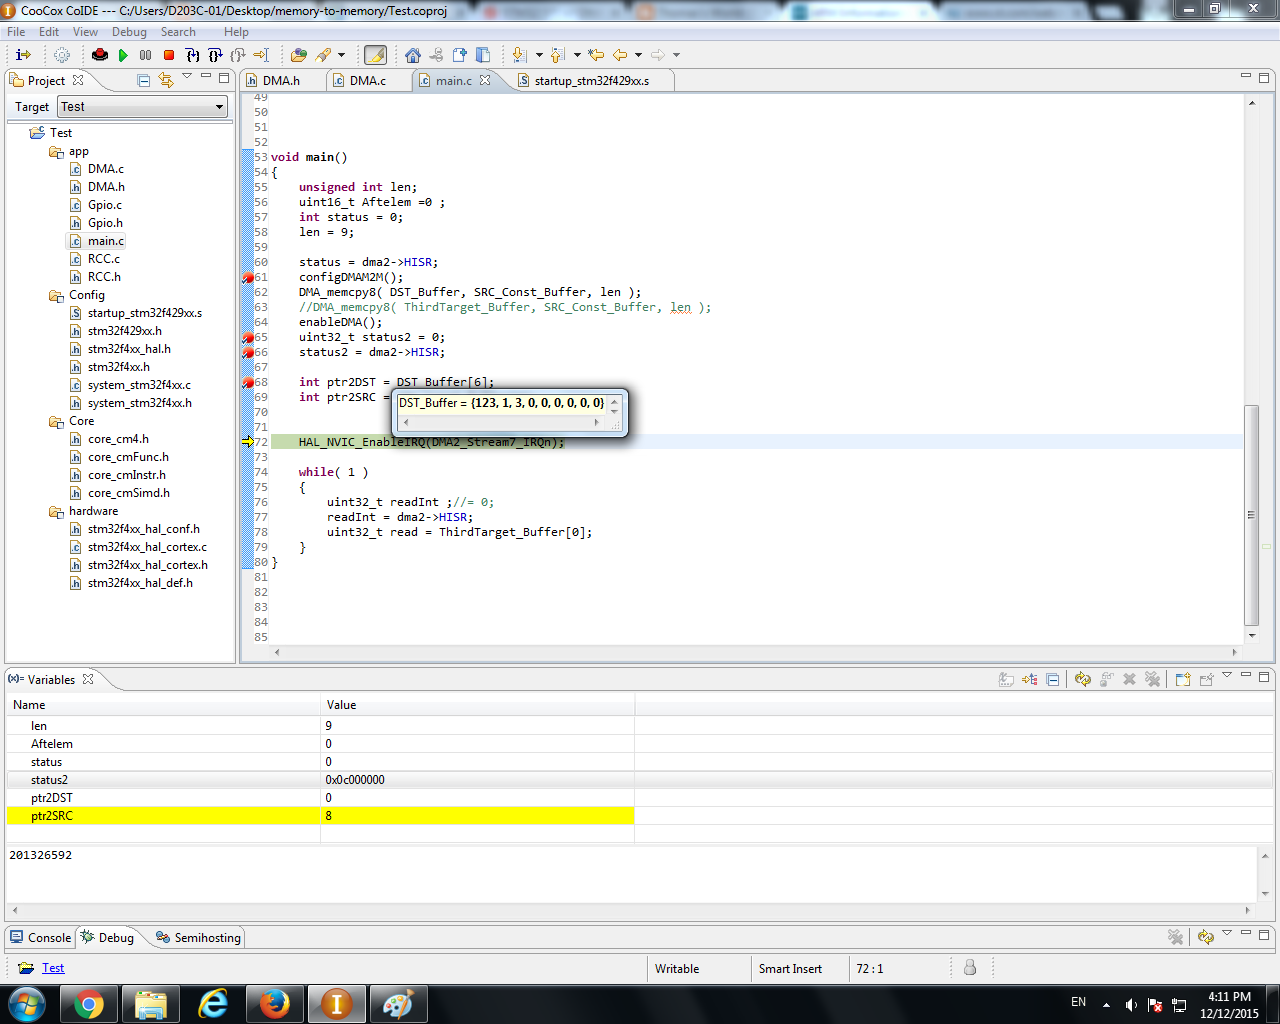 CooCox CoIDE --- C:/Users/D203C-01/Desktop/memory-to-memory/Test.coproj
File Edit View Debug Search Help
Project
Target Test
Test
app
DMA.c
DMA.h
Gpio.c
Gpio.h
main.c
RCC.c
RCC.h
Config
startup_stm32f429xx.s
stm32f429xx.h
stm32f4xx_hal.h
stm32f4xx.h
system_stm32f4xx.c
system_stm32f4xx.h
Core
core_cm4.h
core_cmFunc.h
core_cmInstr.h
core_cmSimd.h
hardware
stm32f4xx_hal_conf.h
stm32f4xx_hal_cortex.c
stm32f4xx_hal_cortex.h
stm32f4xx_hal_def.h
DMA.h DMA.c main.c startup_stm32f429xx.s
49
50
51
52
53 void main()
54 {
55 unsigned int len;
56 uint16_t Aftelem =0 ;
57 int status = 0;
58 len = 9;
59
60 status = dma2->HISR;
61 configDMAM2M();
62 DMA_memcpy8( DST_Buffer, SRC_Const_Buffer, len );
63 //DMA_memcpy8( ThirdTarget_Buffer, SRC_Const_Buffer, len );
64 enableDMA();
65 uint32_t status2 = 0;
66 status2 = dma2->HISR;
67
68 int ptr2DST = DST_Buffer[6];
69 int ptr2SRC =
DST_Buffer = {123, 1, 3, 0, 0, 0, 0, 0, 0}
70
71
72 HAL_NVIC_EnableIRQ(DMA2_Stream7_IRQn);
73
74 while( 1 )
75 {
76 uint32_t readInt ;//= 0;
77 readInt = dma2->HISR;
78 uint32_t read = ThirdTarget_Buffer[0];
79 }
80 }
81
82
83
84
85
(x)= Variables
Name Value
len 9
Aftelem 0
status 0
status2 0x0c000000
ptr2DST 0
ptr2SRC 8
201326592
Console Debug Semihosting
Test Writable Smart Insert 72 : 1
EN 4:11 PM
12/12/2015